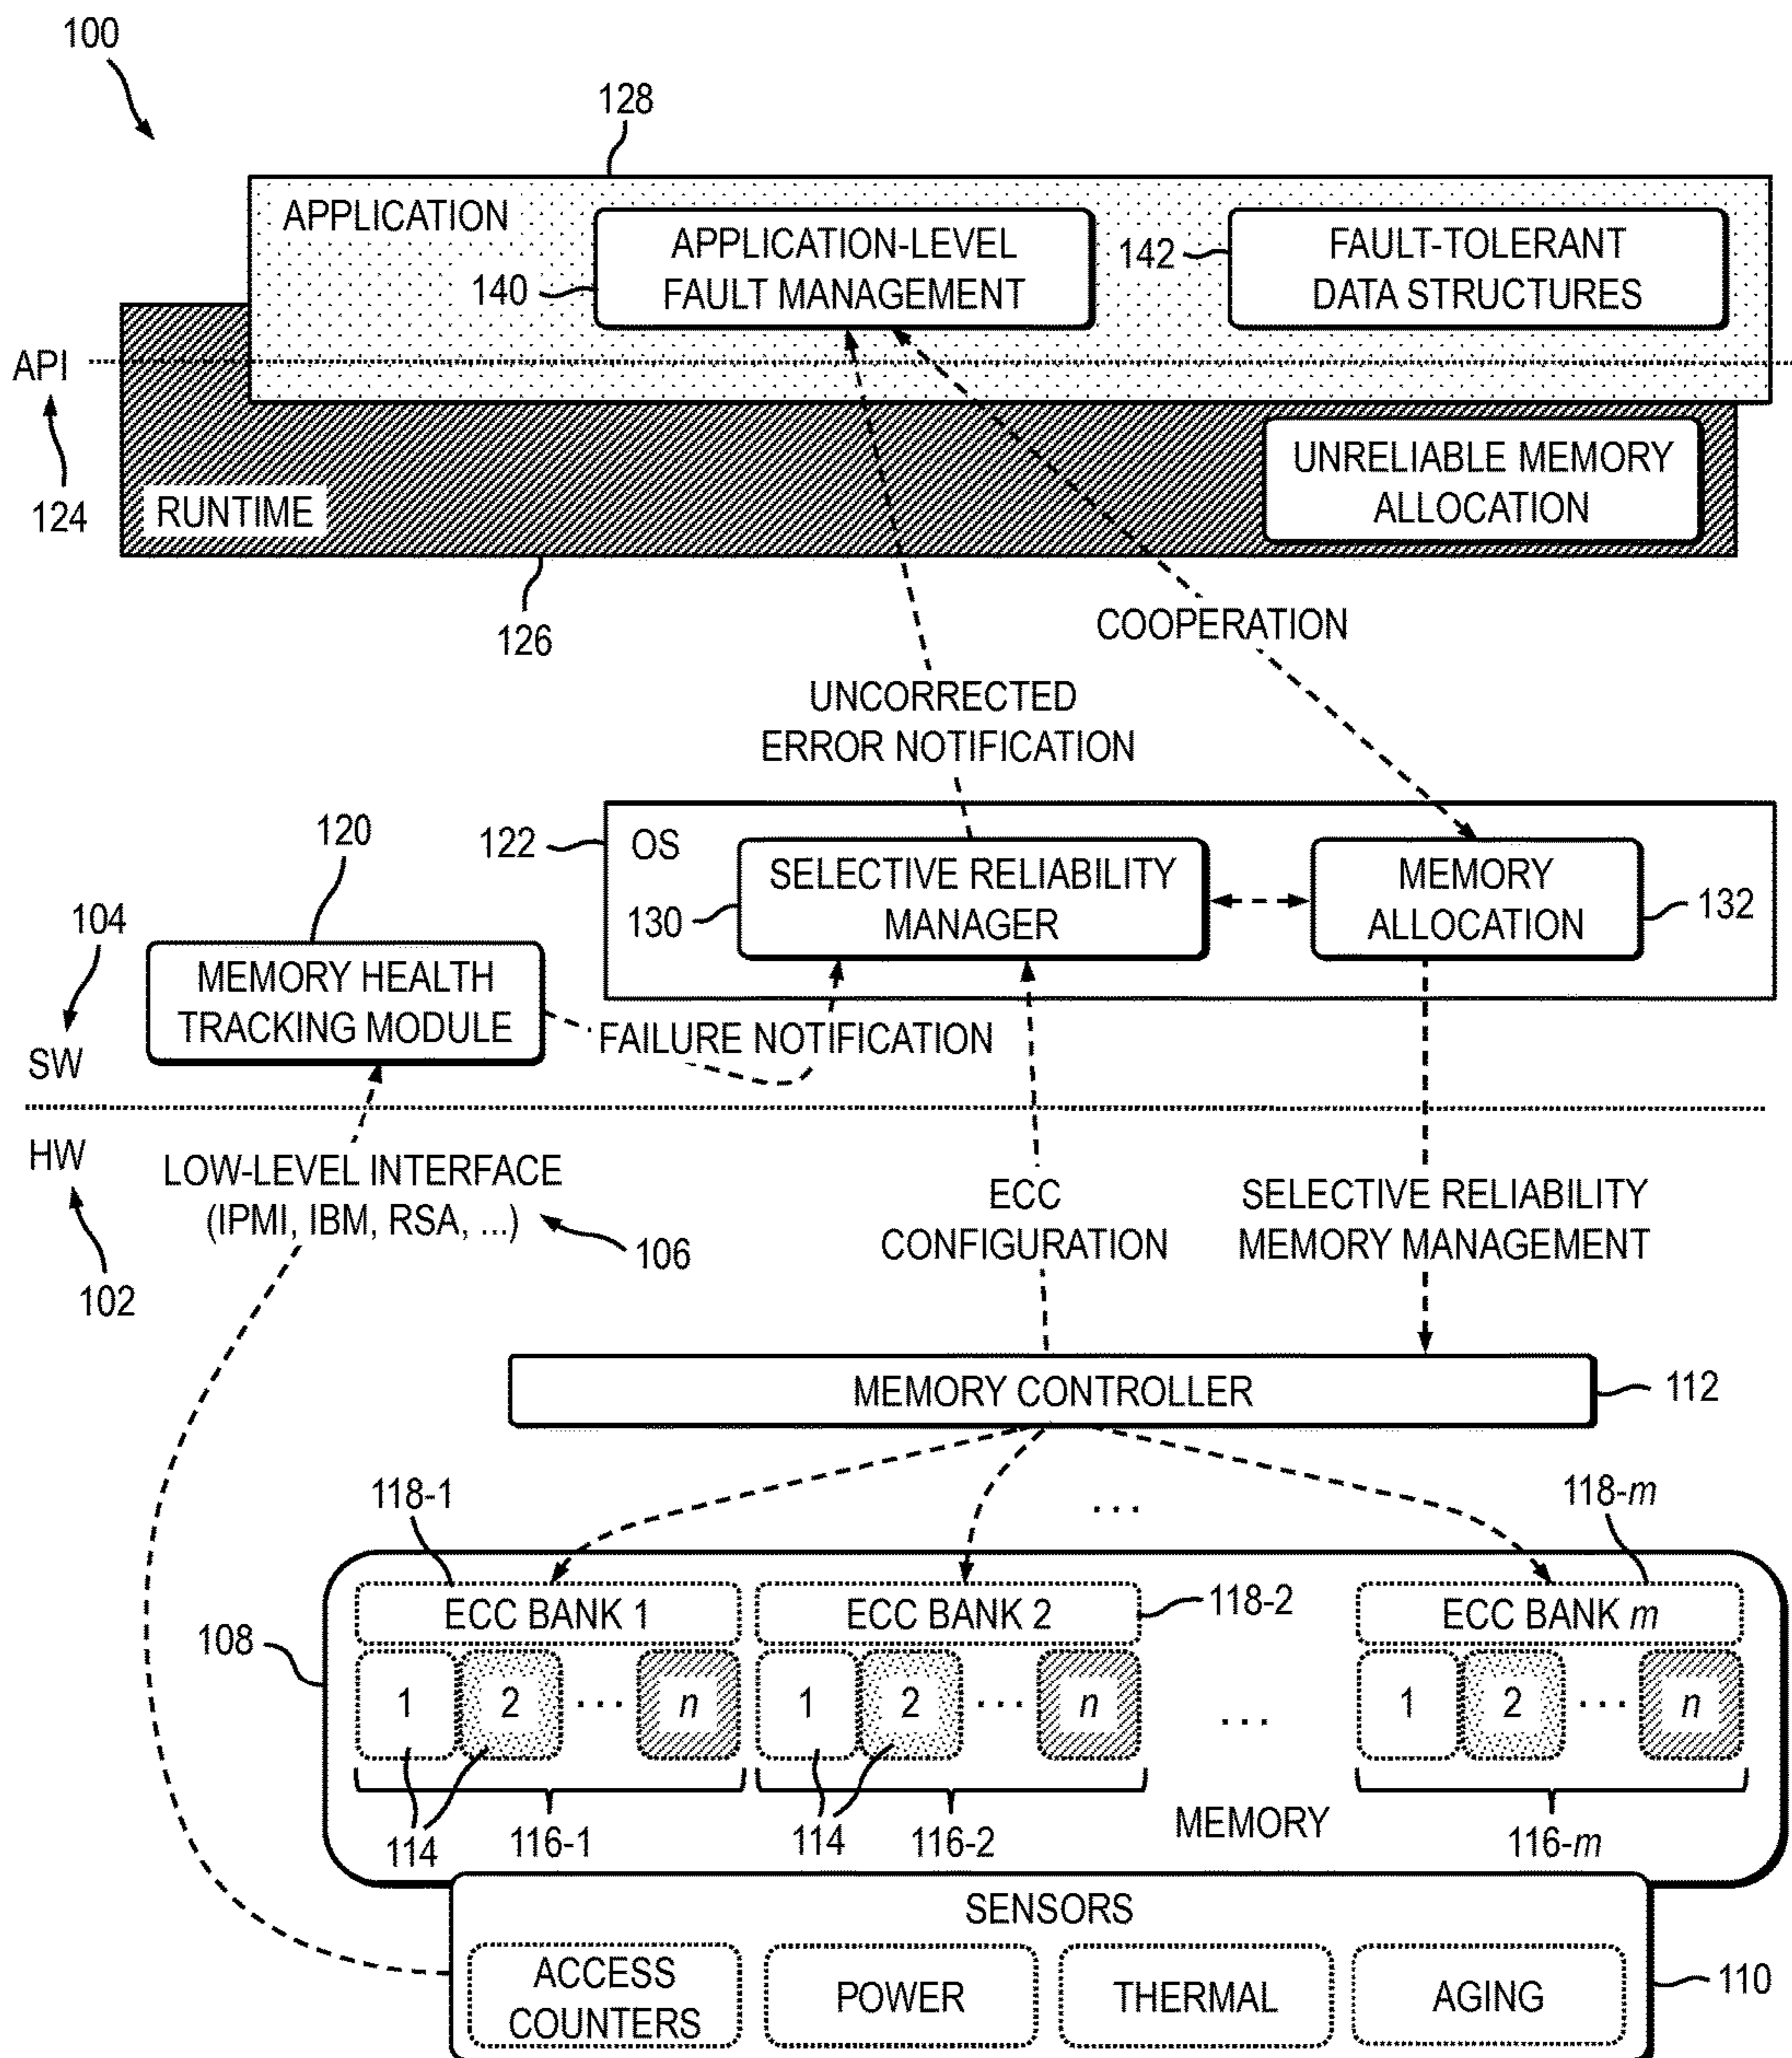 100
128
APPLICATION
APPLICATION-LEVEL
FAULT MANAGEMENT
140
142
FAULT-TOLERANT
DATA STRUCTURES
API
124
RUNTIME
UNRELIABLE MEMORY
ALLOCATION
126
COOPERATION
UNCORRECTED
ERROR NOTIFICATION
120
122
OS
SELECTIVE RELIABILITY
MANAGER
130
MEMORY
ALLOCATION
132
104
SW
MEMORY HEALTH
TRACKING MODULE
FAILURE NOTIFICATION
HW
102
LOW-LEVEL INTERFACE
(IPMI, IBM, RSA, ...)
106
ECC
CONFIGURATION
SELECTIVE RELIABILITY
MEMORY MANAGEMENT
MEMORY CONTROLLER
112
118-1
...
118-m
108
ECC BANK 1
ECC BANK 2
118-2
ECC BANK m
1 2 ... n
1 2 ... n
...
1 2 ... n
114
116-1
114
116-2
MEMORY
116-m
SENSORS
ACCESS
COUNTERS
POWER
THERMAL
AGING
110